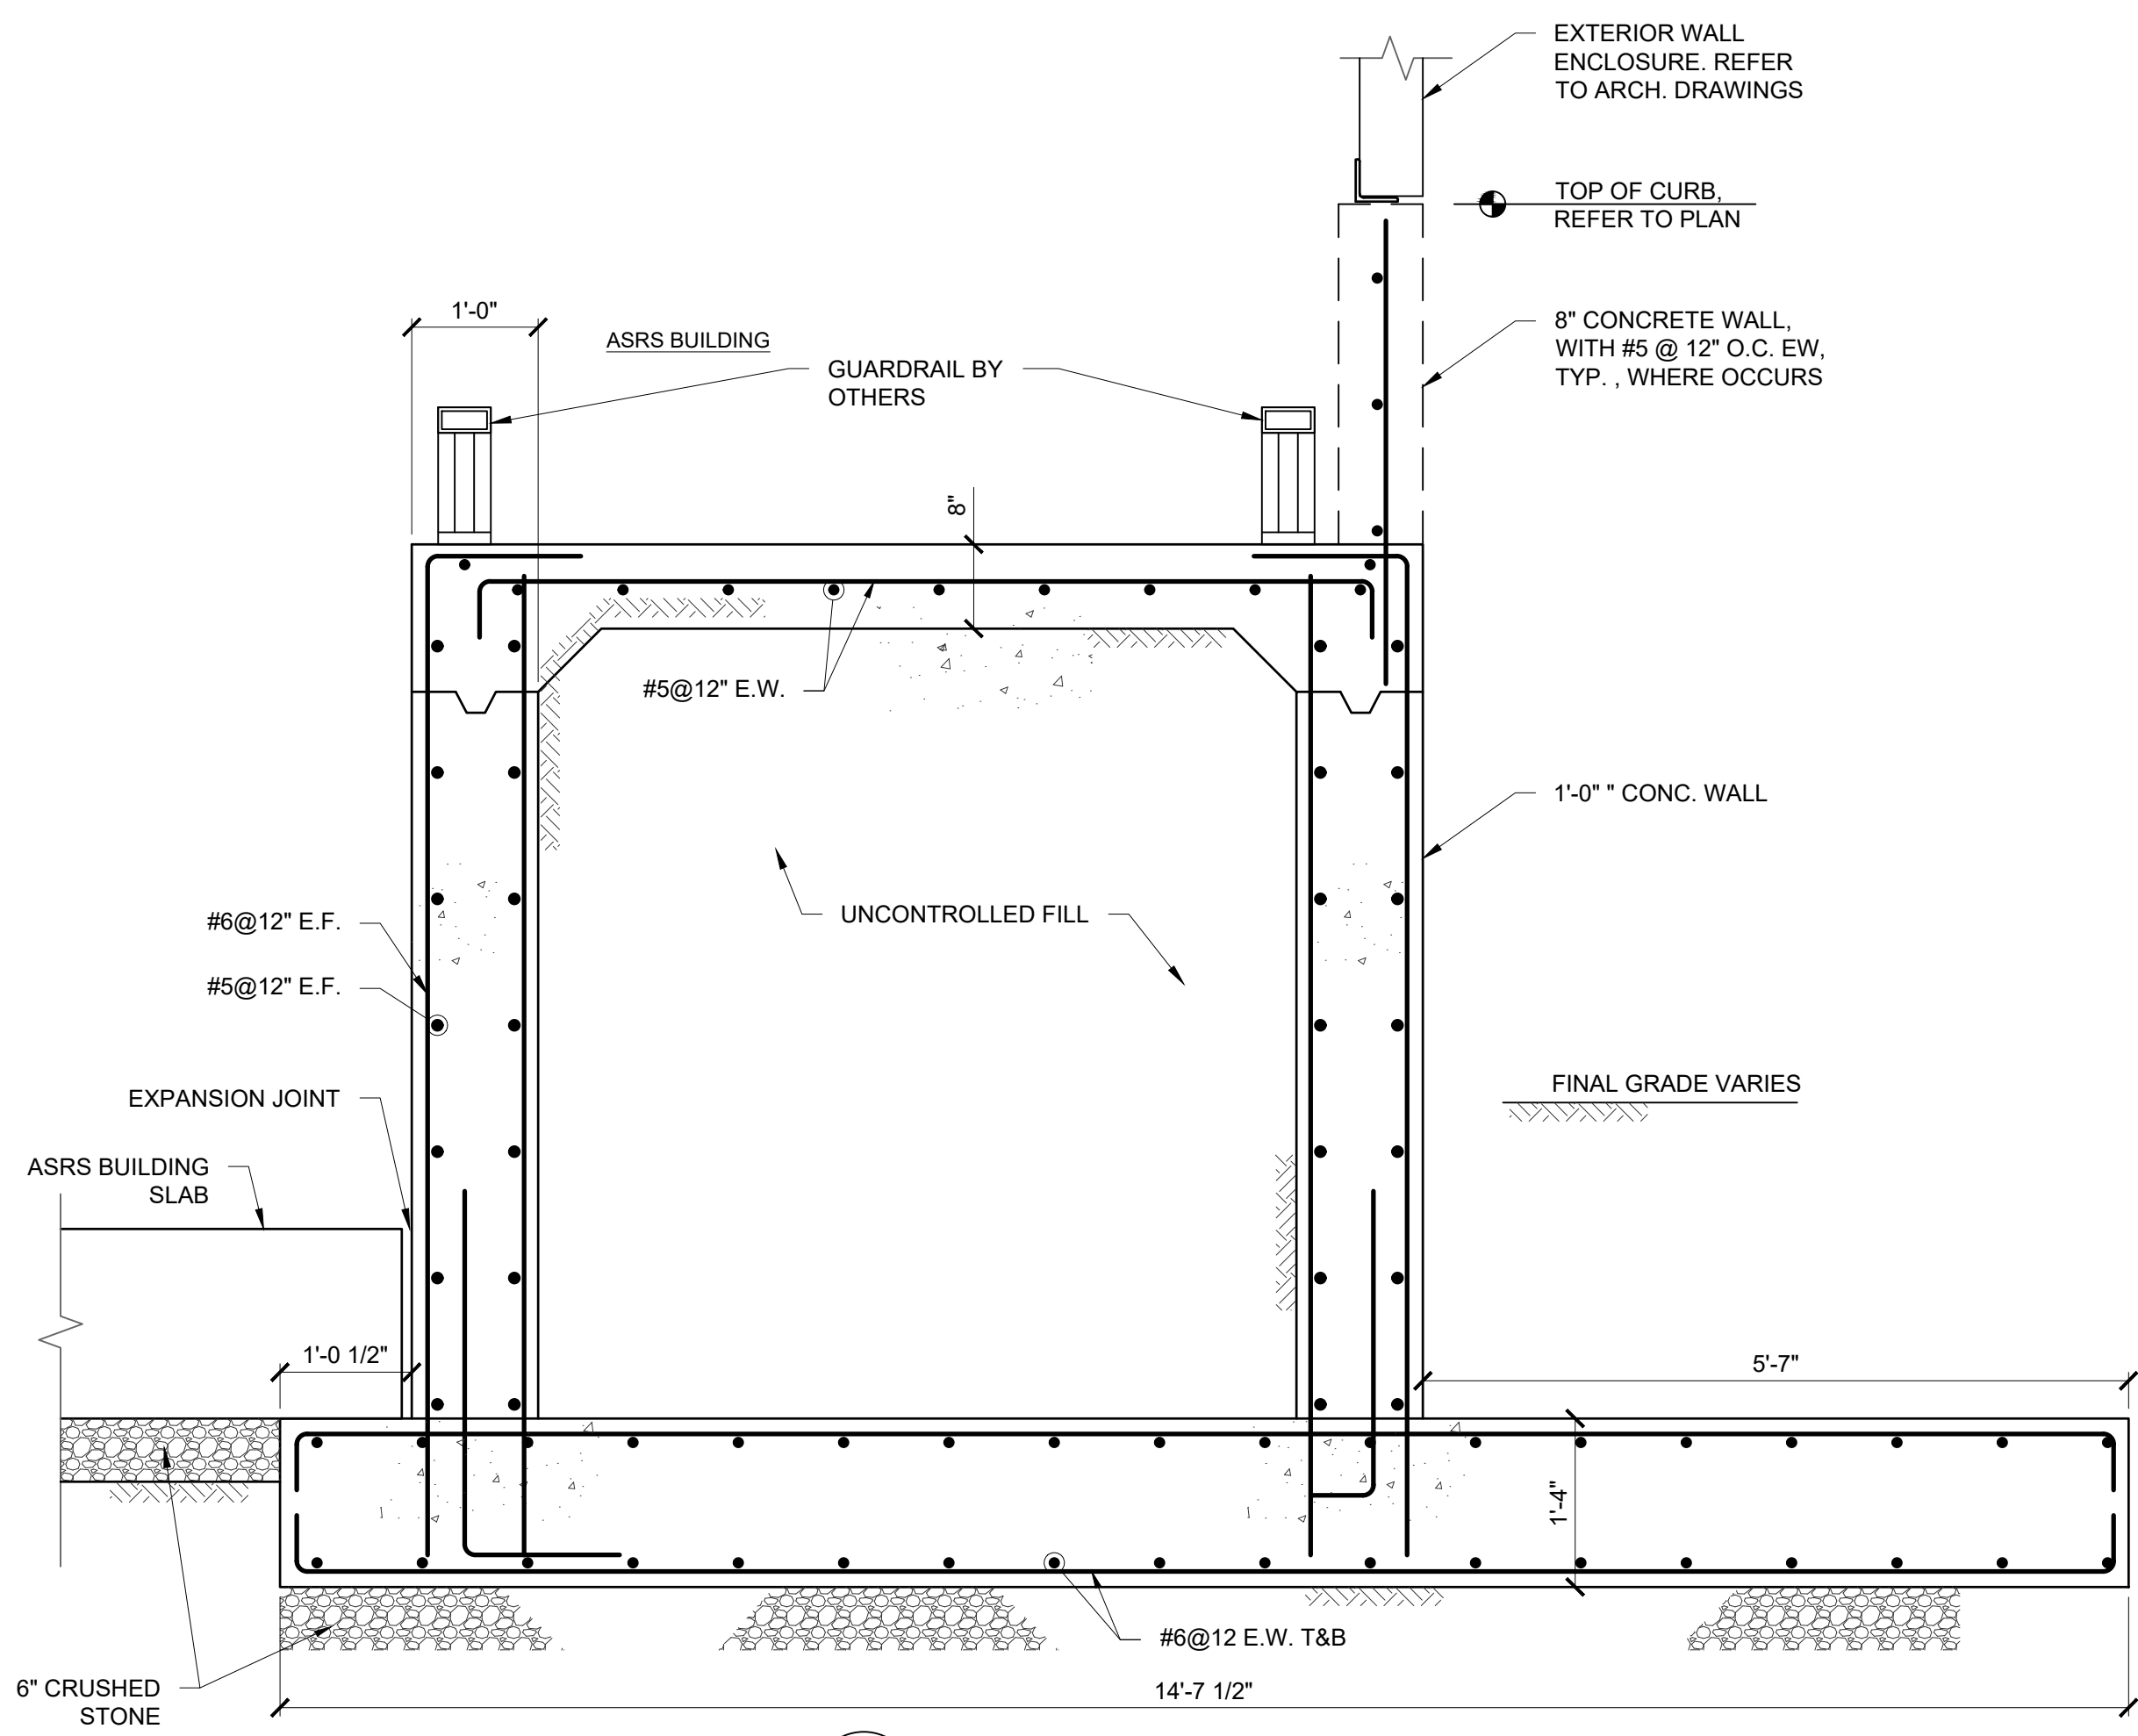 EXTERIOR WALL
ENCLOSURE. REFER
TO ARCH. DRAWINGS
TOP OF CURB,
REFER TO PLAN
1'-0"
ASRS BUILDING
GUARDRAIL BY
OTHERS
8" CONCRETE WALL,
WITH #5 @ 12" O.C. EW,
TYP. , WHERE OCCURS
8"
#5@12" E.W.
1'-0" " CONC. WALL
UNCONTROLLED FILL
#6@12" E.F.
#5@12" E.F.
EXPANSION JOINT
FINAL GRADE VARIES
ASRS BUILDING
SLAB
1'-0 1/2"
5'-7"
1'-4"
#6@12 E.W. T&B
6" CRUSHED
STONE
14'-7 1/2"